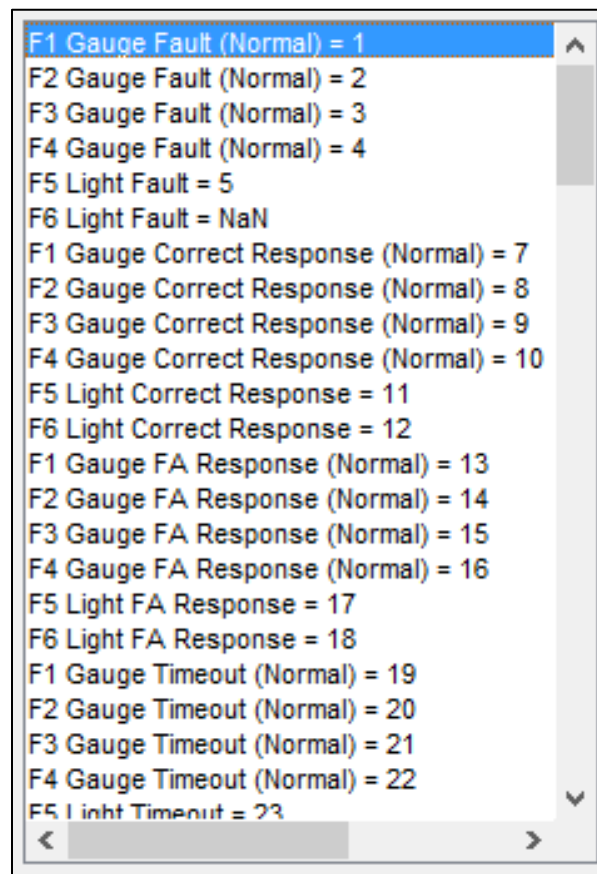 F1 Gauge Fault (Normal) = 1
F2 Gauge Fault (Normal) = 2
F3 Gauge Fault (Normal) = 3
F4 Gauge Fault (Normal) = 4
F5 Light Fault = 5
F6 Light Fault = NaN
F1 Gauge Correct Response (Normal) = 7
F2 Gauge Correct Response (Normal) = 8
F3 Gauge Correct Response (Normal) = 9
F4 Gauge Correct Response (Normal) = 10
F5 Light Correct Response = 11
F6 Light Correct Response = 12
F1 Gauge FA Response (Normal) = 13
F2 Gauge FA Response (Normal) = 14
F3 Gauge FA Response (Normal) = 15
F4 Gauge FA Response (Normal) = 16
F5 Light FA Response = 17
F6 Light FA Response = 18
F1 Gauge Timeout (Normal) = 19
F2 Gauge Timeout (Normal) = 20
F3 Gauge Timeout (Normal) = 21
F4 Gauge Timeout (Normal) = 22
F5 Light Timeout = 23